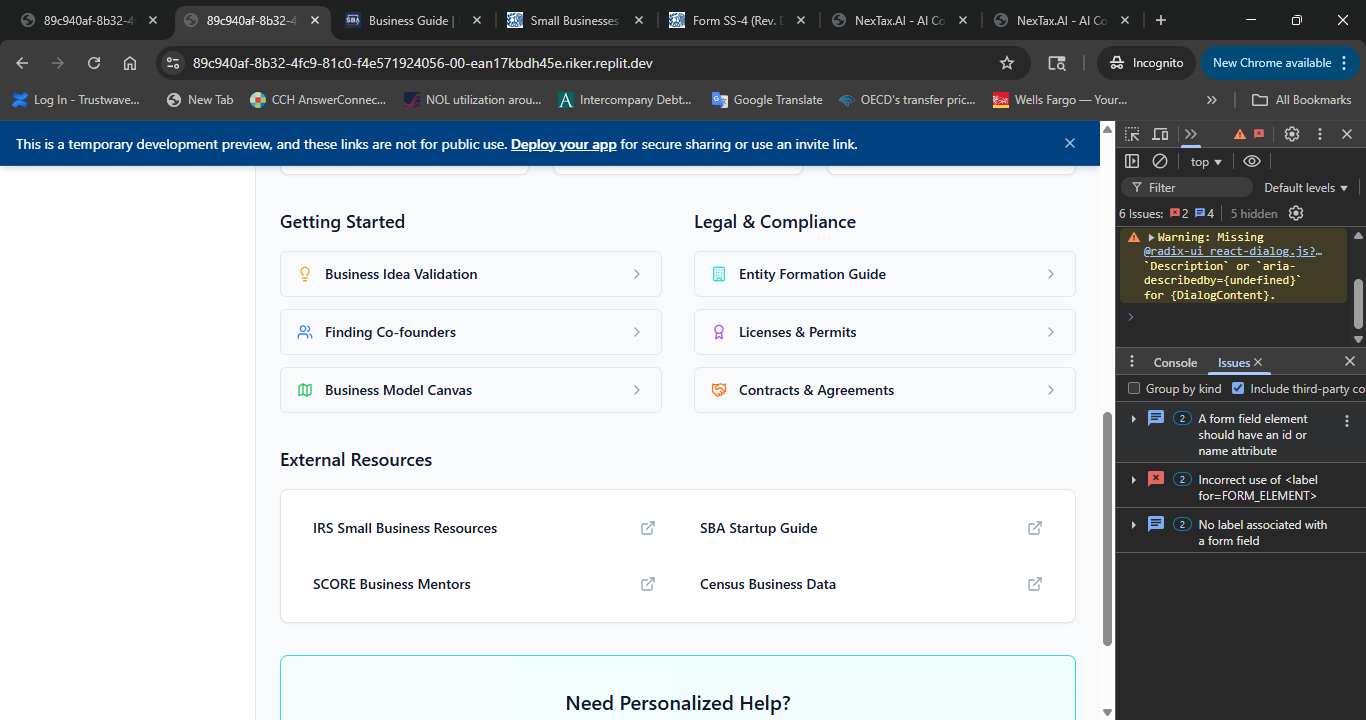 89c940af-8b32-4
89c940af-8b32-4
SBA
Business Guide |
Small Businesses
Form SS-4 (Rev. D
NexTax.AI - AI Co
NexTax.AI - AI Co
89c940af-8b32-4fc9-81c0-f4e571924056-00-ean17kbdh45e.riker.replit.dev
Incognito
New Chrome available
Log In - Trustwave...
New Tab
CCH AnswerConnec...
NOL utilization arou...
Intercompany Debt...
Google Translate
OECD's transfer pric...
Wells Fargo — Your...
»
All Bookmarks
This is a temporary development preview, and these links are not for public use. Deploy your app for secure sharing or use an invite link.
Getting Started
Business Idea Validation
Finding Co-founders
Business Model Canvas
Legal & Compliance
Entity Formation Guide
Licenses & Permits
Contracts & Agreements
External Resources
IRS Small Business Resources
SBA Startup Guide
SCORE Business Mentors
Census Business Data
Need Personalized Help?
top
Filter
Default levels
6 Issues: 2 4
5 hidden
Warning: Missing
@radix-ui react-dialog.js?…
`Description` or `aria-
describedby={undefined}`
for {DialogContent}.
Console
Issues
Group by kind
Include third-party co
2 A form field element
should have an id or
name attribute
2 Incorrect use of <label
for=FORM_ELEMENT>
2 No label associated with
a form field